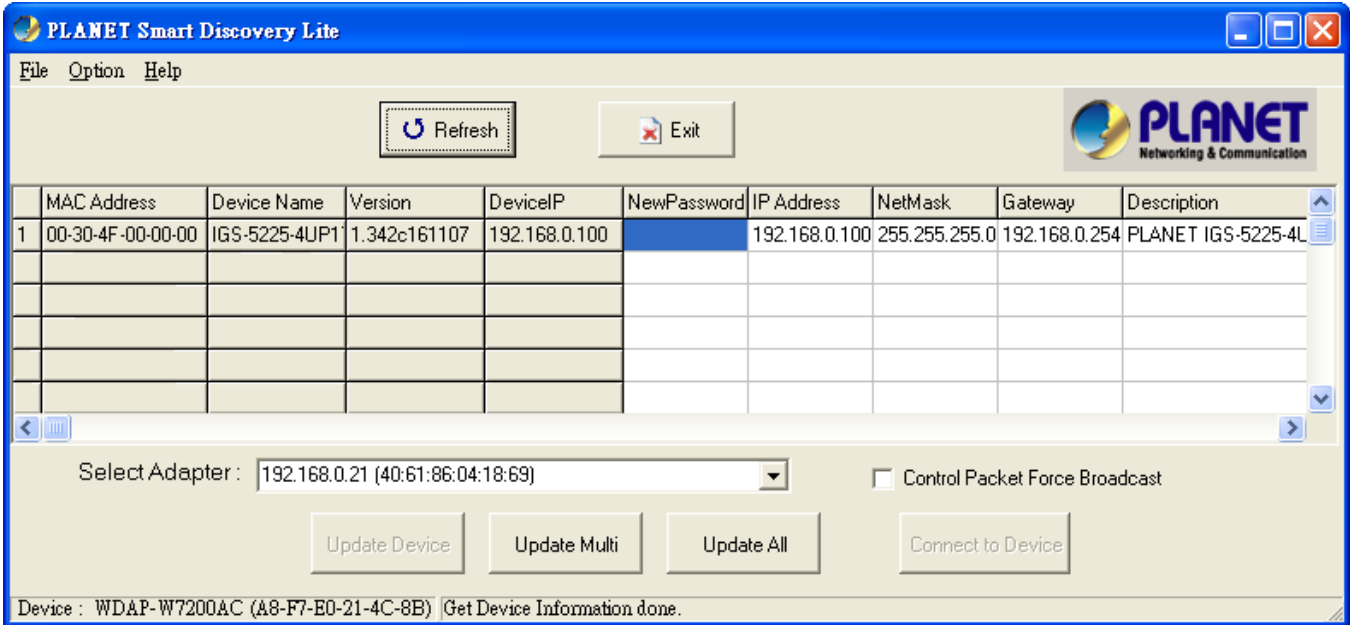 PLANET Smart Discovery Lite
File Option Help
Refresh Exit
PLANET
Networking & Communication
MAC Address Device Name Version DeviceIP NewPassword IP Address NetMask Gateway Description
1 00-30-4F-00-00-00 IGS-5225-4UP1 1.342c161107 192.168.0.100 192.168.0.100 255.255.255.0 192.168.0.254 PLANET IGS-5225-4U
Select Adapter : 192.168.0.21 (40:61:86:04:18:69) Control Packet Force Broadcast
Update Device Update Multi Update All Connect to Device
Device : WDAP-W7200AC (A8-F7-E0-21-4C-8B) Get Device Information done.